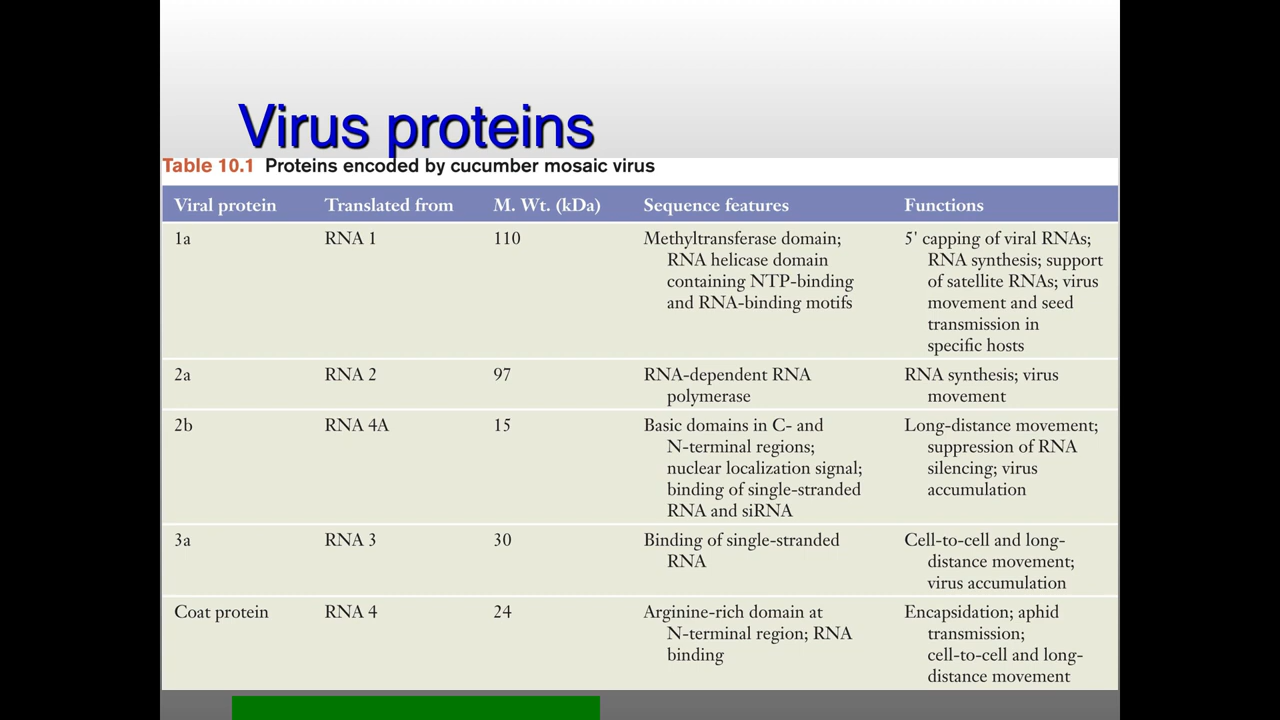 Virus proteins
Table 10.1 Proteins encoded by cucumber mosaic virus
Viral protein Translated from M. Wt. (kDa) Sequence features Functions
1a RNA 1 110 Methyltransferase domain; 5' capping of viral RNAs;
RNA helicase domain RNA synthesis; support
containing NTP-binding of satellite RNAs; virus
and RNA-binding motifs movement and seed
transmission in
specific hosts
2a RNA 2 97 RNA-dependent RNA RNA synthesis; virus
polymerase movement
2b RNA 4A 15 Basic domains in C- and Long-distance movement;
N-terminal regions; suppression of RNA
nuclear localization signal; silencing; virus
binding of single-stranded accumulation
RNA and siRNA
3a RNA 3 30 Binding of single-stranded Cell-to-cell and long-
RNA distance movement;
virus accumulation
Coat protein RNA 4 24 Arginine-rich domain at Encapsidation; aphid
N-terminal region; RNA transmission;
binding cell-to-cell and long-
distance movement